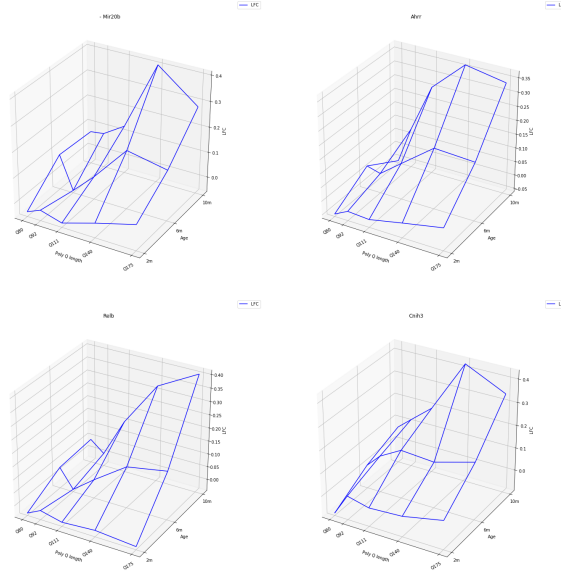 LFC
L
- Mir20b
Ahrr
0.4
0.3
0.2
0.1
0.0
LFC
10m
6m
2m
Age
Q80
Q92
Q111
Q140
Q175
Poly Q length
0.35
0.30
0.25
0.20
0.15
0.10
0.05
0.00
0.05
LFC
10m
6m
2m
Age
Q80
Q92
Q111
Q140
Q175
Poly Q length
LFC
L
Relb
Cnih3
0.40
0.35
0.30
0.25
0.20
0.15
0.10
0.05
0.00
LFC
10m
6m
2m
Age
Q80
Q92
Q111
Q140
Q175
Poly Q length
0.4
0.3
0.2
0.1
0.0
LFC
10m
6m
2m
Age
Q80
Q92
Q111
Q140
Q175
Poly Q length